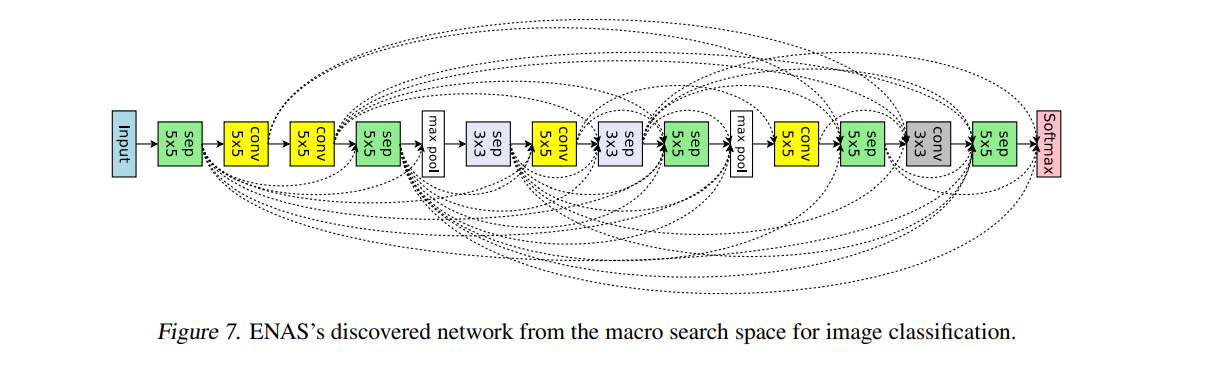 Input
sep
5x5
conv
5x5
conv
5x5
sep
5x5
max pool
sep
3x3
conv
5x5
sep
3x3
sep
5x5
max pool
conv
5x5
sep
5x5
conv
3x3
sep
5x5
Softmax
Figure 7. ENAS’s discovered network from the macro search space for image classification.